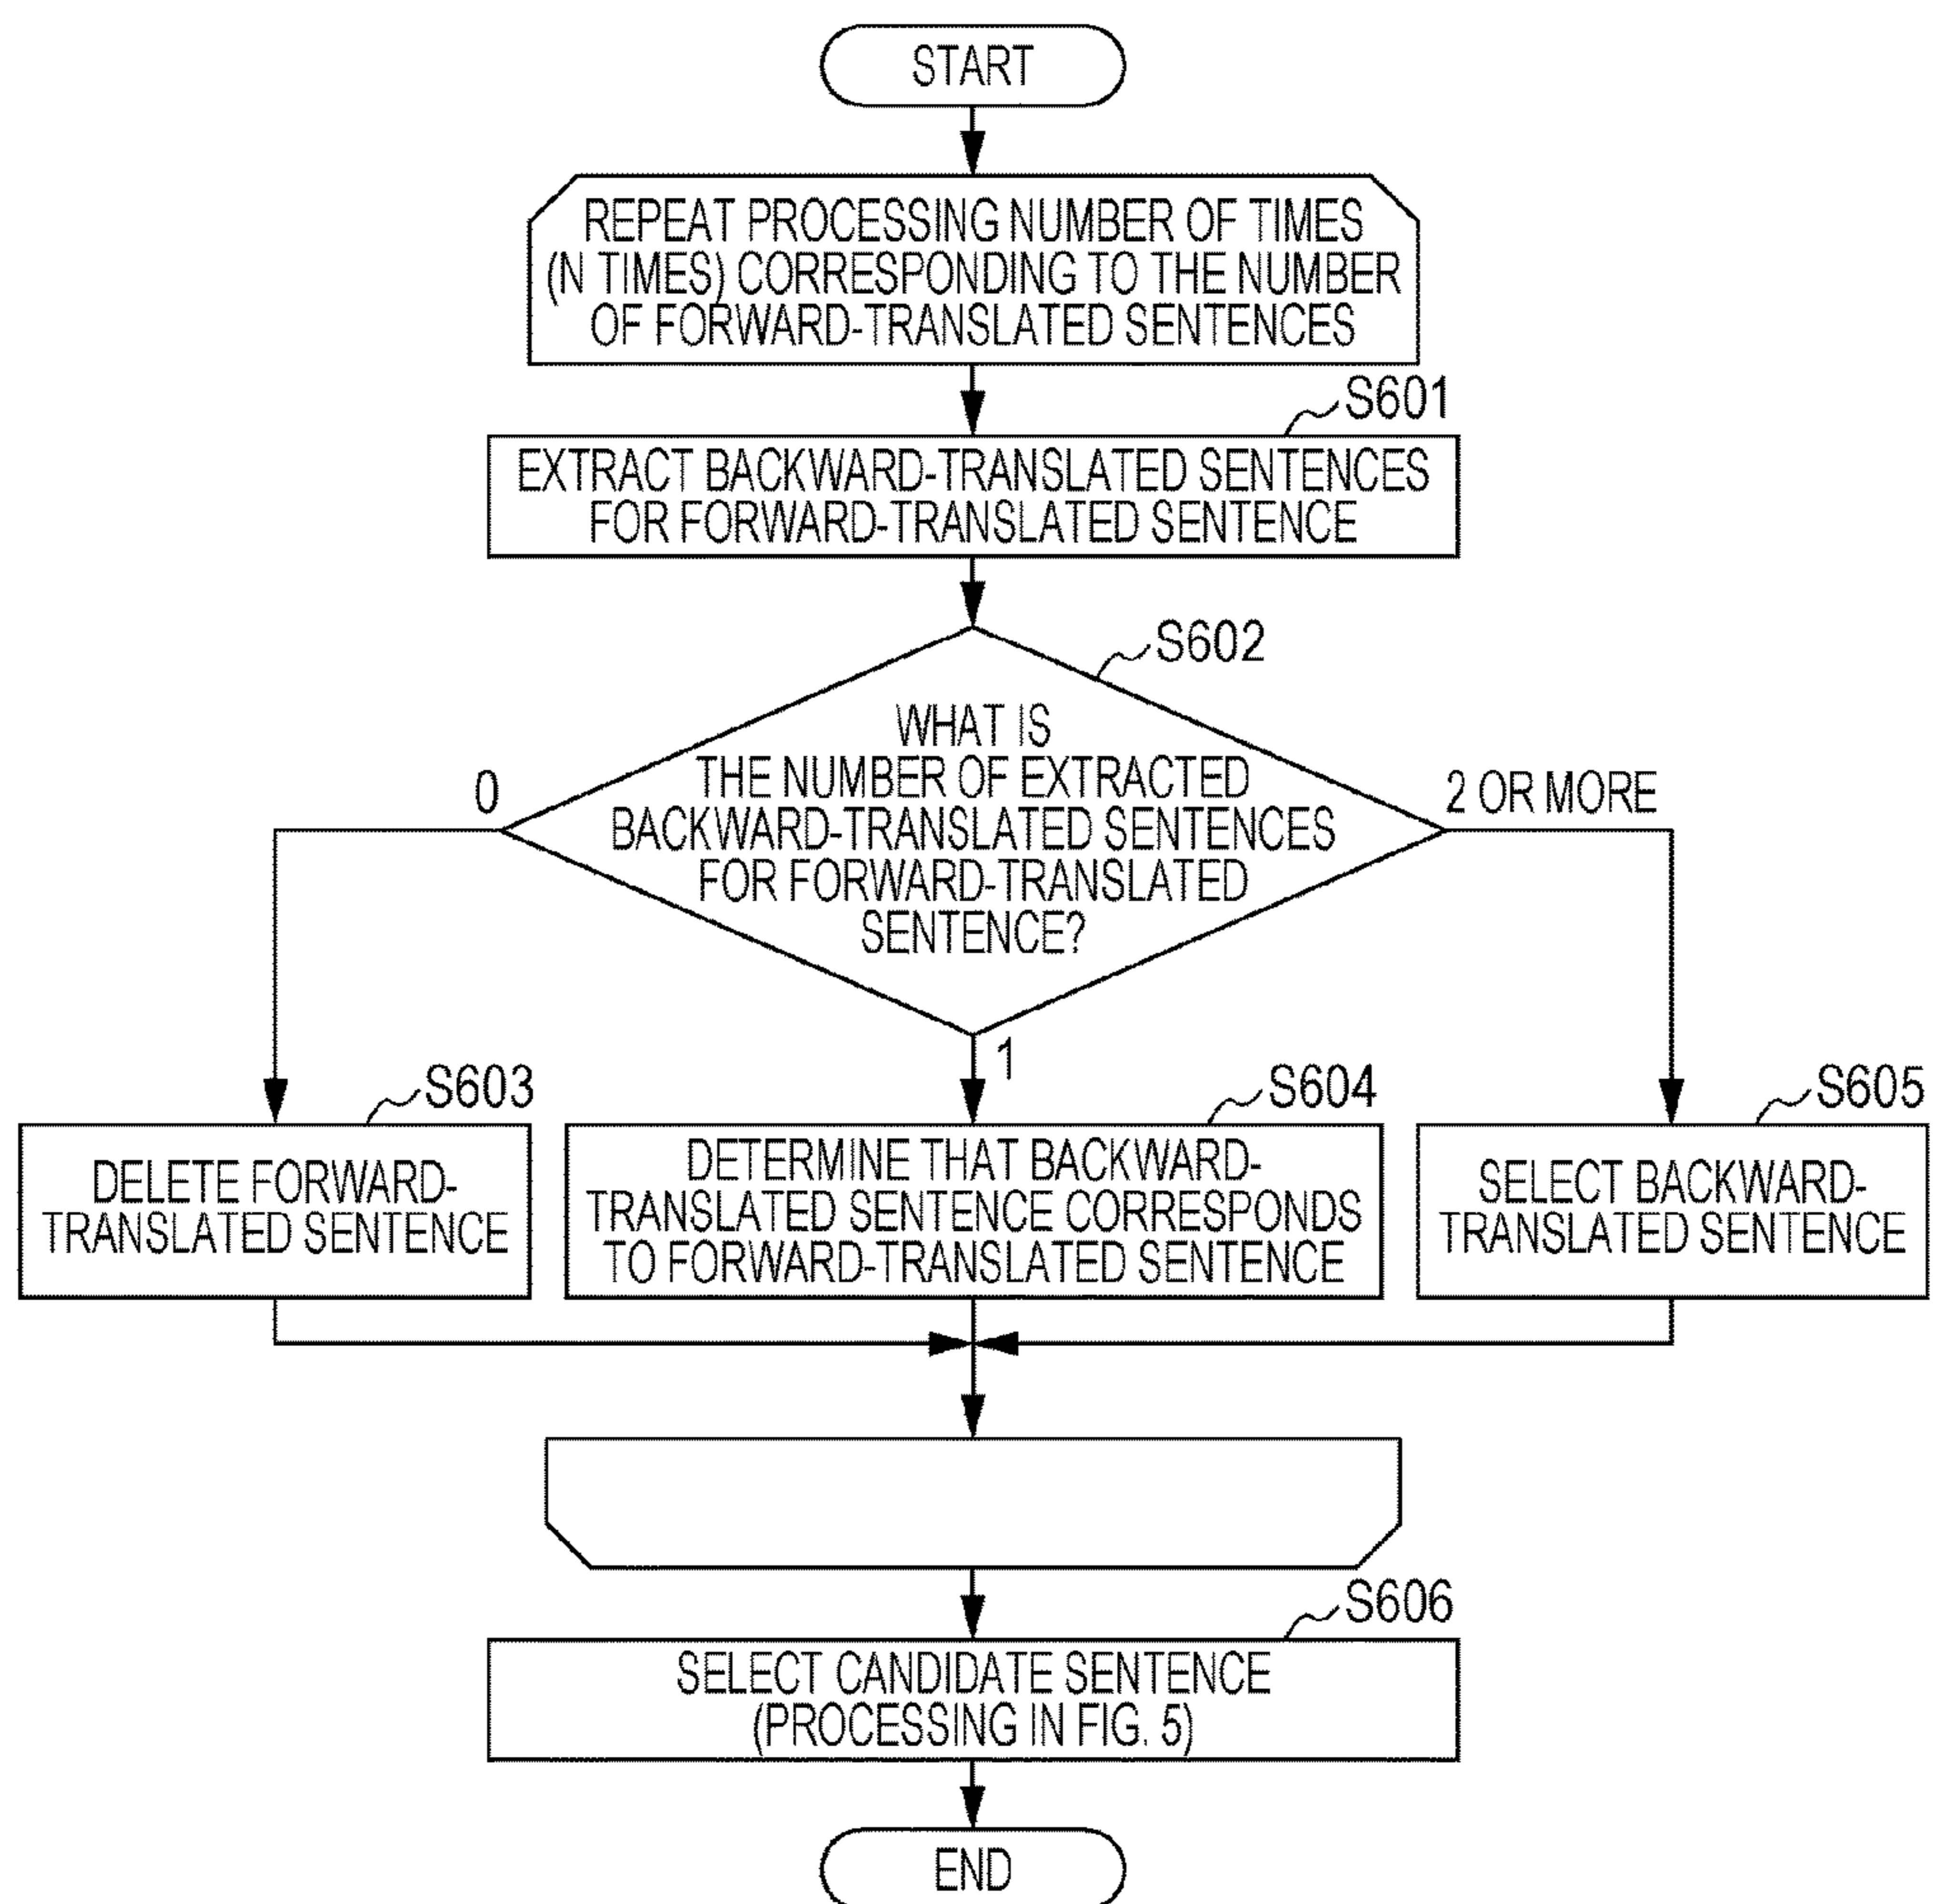 START
REPEAT PROCESSING NUMBER OF TIMES
(N TIMES) CORRESPONDING TO THE NUMBER
OF FORWARD-TRANSLATED SENTENCES
S601
EXTRACT BACKWARD-TRANSLATED SENTENCES
FOR FORWARD-TRANSLATED SENTENCE
S602
WHAT IS
THE NUMBER OF EXTRACTED
BACKWARD-TRANSLATED SENTENCES
FOR FORWARD-TRANSLATED
SENTENCE?
0
2 OR MORE
1
S603
DELETE FORWARD-
TRANSLATED SENTENCE
S604
DETERMINE THAT BACKWARD-
TRANSLATED SENTENCE CORRESPONDS
TO FORWARD-TRANSLATED SENTENCE
S605
SELECT BACKWARD-
TRANSLATED SENTENCE
S606
SELECT CANDIDATE SENTENCE
(PROCESSING IN FIG. 5)
END